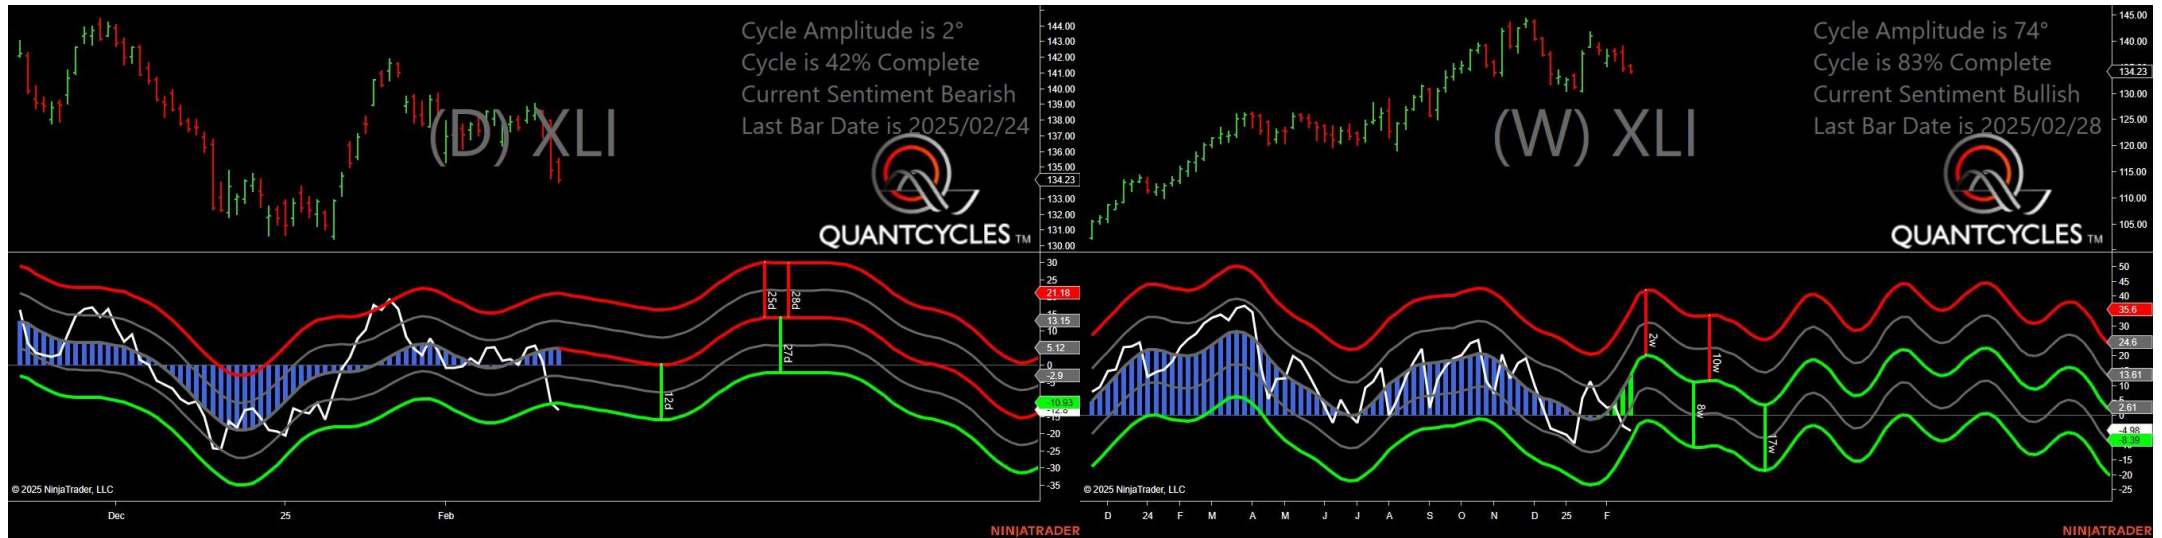 Cycle Amplitude is 2°
Cycle is 42% Complete
Current Sentiment Bearish
Last Bar Date is 2025/02/24
(D) XLI
QUANTCYCLES TM
144.00
143.00
142.00
141.00
140.00
139.00
138.00
137.00
136.00
135.00
134.23
133.00
132.00
131.00
130.00
30
25
21.18
13.15
10
5.12
0
-2.9
-10.93
-12.8
-20
-25
-30
-35
25d
28d
27d
12d
© 2025 NinjaTrader, LLC
Dec
25
Feb
NINJATRADER
Cycle Amplitude is 74°
Cycle is 83% Complete
Current Sentiment Bullish
Last Bar Date is 2025/02/28
(W) XLI
QUANTCYCLES TM
145.00
140.00
134.23
130.00
125.00
120.00
115.00
110.00
105.00
50
45
40
35.6
30
24.6
20
13.61
10
2.61
-4.98
-8.39
-15
-20
-25
2w
10w
8w
17w
© 2025 NinjaTrader, LLC
D
24
F
M
A
M
J
J
A
S
O
N
D
25
F
NINJATRADER